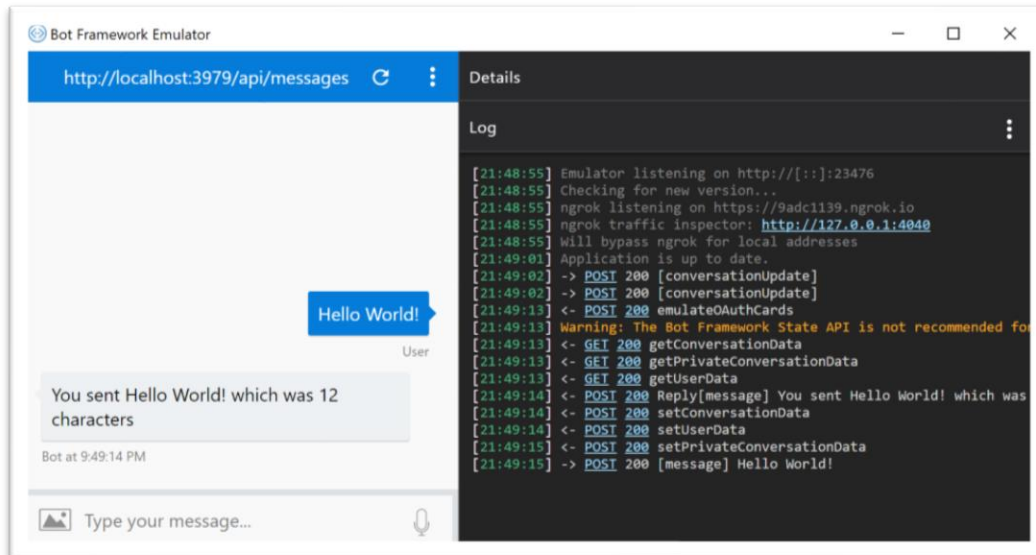 Bot Framework Emulator
http://localhost:3979/api/messages
Hello World!
User
You sent Hello World! which was 12
characters
Bot at 9:49:14 PM
Type your message...
Details
Log
[21:48:55] Emulator listening on http://[::]:23476
[21:48:55] Checking for new version...
[21:48:55] ngrok listening on https://9adc1139.ngrok.io
[21:48:55] ngrok traffic inspector: http://127.0.0.1:4040
[21:48:55] Will bypass ngrok for local addresses
[21:49:01] Application is up to date.
[21:49:02] -> POST 200 [conversationUpdate]
[21:49:02] -> POST 200 [conversationUpdate]
[21:49:13] <- POST 200 emulateOAuthCards
[21:49:13] Warning: The Bot Framework State API is not recommended fo
[21:49:13] <- GET 200 getConversationData
[21:49:13] <- GET 200 getPrivateConversationData
[21:49:13] <- GET 200 getUserData
[21:49:14] <- POST 200 Reply[message] You sent Hello World! which was
[21:49:14] <- POST 200 setConversationData
[21:49:14] <- POST 200 setUserData
[21:49:15] <- POST 200 setPrivateConversationData
[21:49:15] -> POST 200 [message] Hello World!